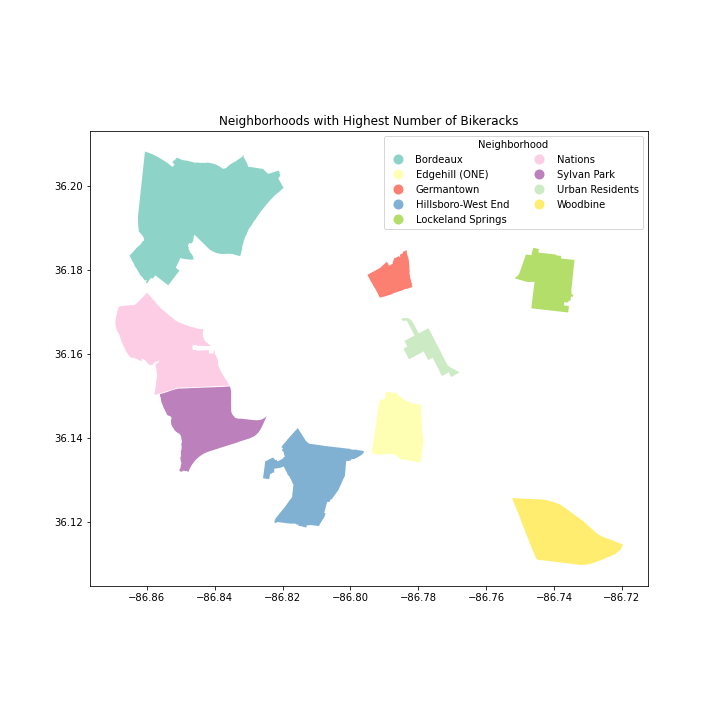 Neighborhoods with Highest Number of Bikeracks
Neighborhood
Bordeaux
Edgehill (ONE)
Germantown
Hillsboro-West End
Lockeland Springs
Nations
Sylvan Park
Urban Residents
Woodbine
36.20
36.18
36.16
36.14
36.12
−86.86 −86.84 −86.82 −86.80 −86.78 −86.76 −86.74 −86.72